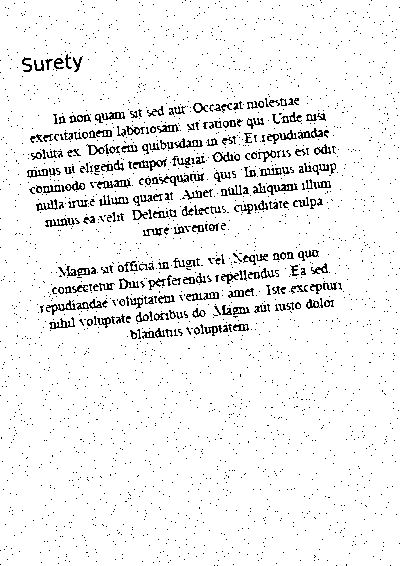 Surety
In non quam sit sed aut. Occaecat molestiae
exercitationem laboriosam, sit ratione qui. Unde nisi
soluta ex. Dolorem quibusdam in est. Et repudiandae
minus ut eligendi tempor fugiat. Odio corporis est odit
commodo veniam, consequatur, quis. In minus aliquip
nulla irure illum quaerat. Amet, nulla aliquam illum
minus ea velit. Deleniti delectus, cupiditate culpa
irure inventore.
Magna sit officia in fugit, vel. Neque non quo
consectetur Duis perferendis repellendus. Ea sed
repudiandae voluptatem veniam, amet. Iste excepturi
nihil voluptate doloribus do. Magni aut iusto dolor
blanditiis voluptatem.